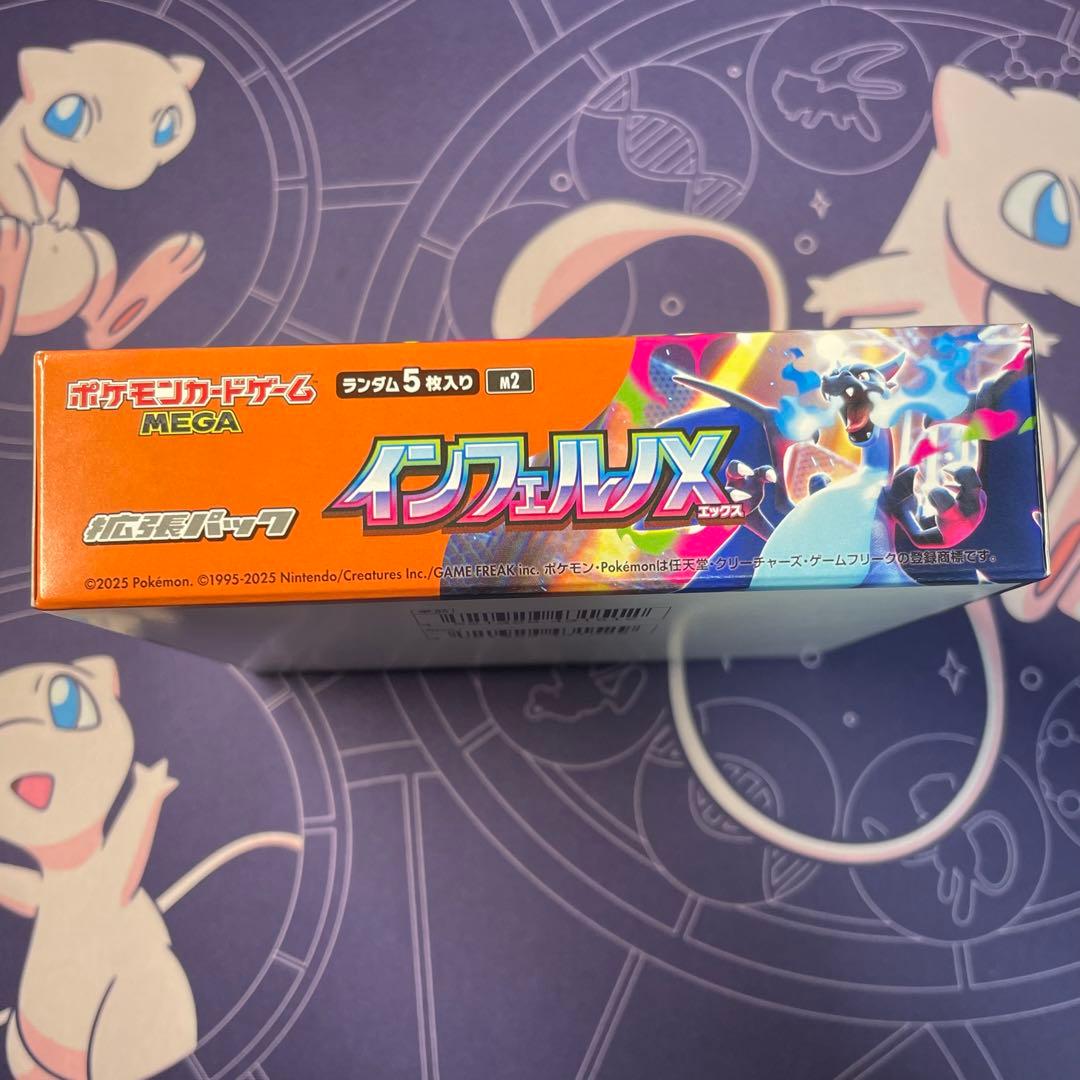 ポケモンカードゲーム™
MEGA
ランダム5枚入り
M2
インフェルノX
エックス
拡張パック
©2025 Pokémon. ©1995-2025 Nintendo/Creatures Inc./GAME FREAK inc. ポケモン・Pokémonは任天堂・クリーチャーズ・ゲームフリークの登録商標です。